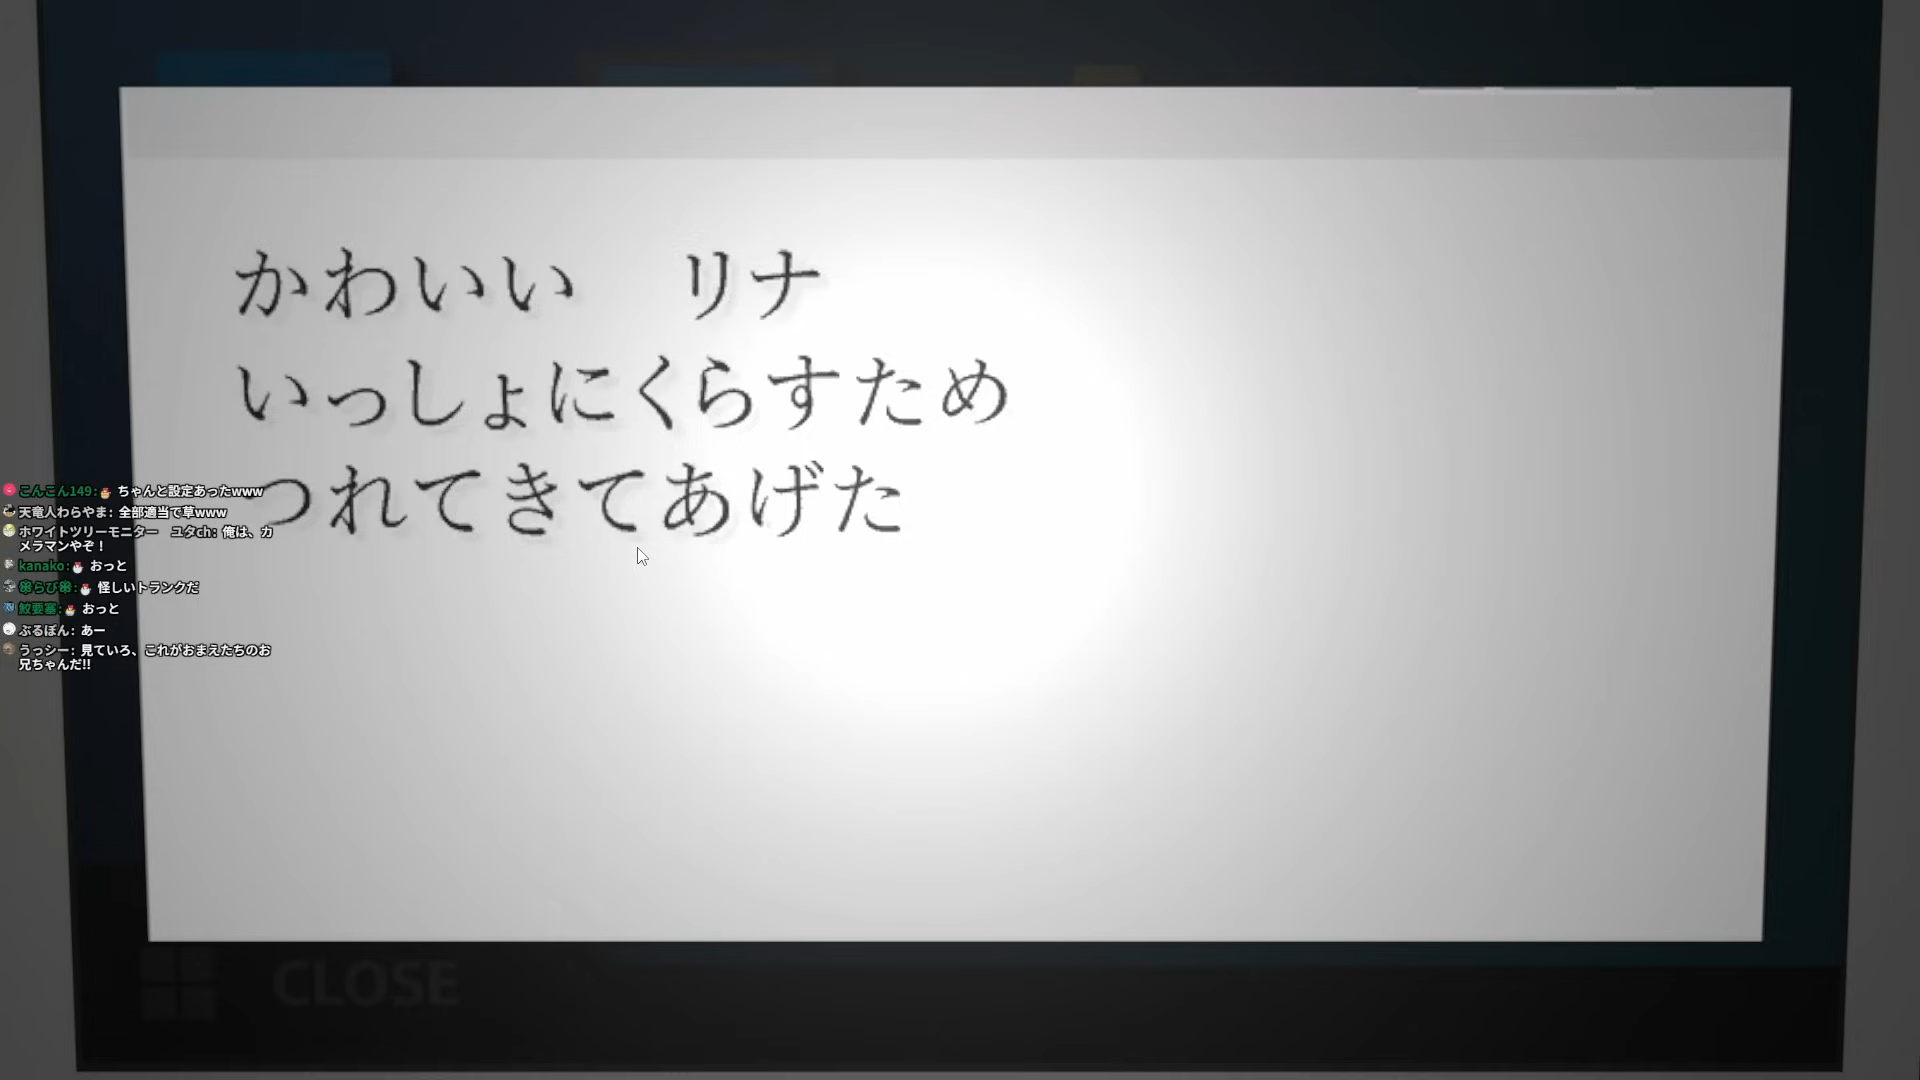 かわいい　リナ
いっしょにくらすため
つれてきてあげた
こんこん149: ちゃんと設定あったwww
天竜人わらやま: 全部適当で草www
ホワイトツリーモニター　ユタch: 俺は、カ
メラマンやぞ！
kanako: おっと
🌼らび🌼: 怪しいトランクだ
鮫要塞: おっと
ぶるぽん: あー
うっシー: 見ていろ、これがおまえたちのお
兄ちゃんだ!!
CLOSE